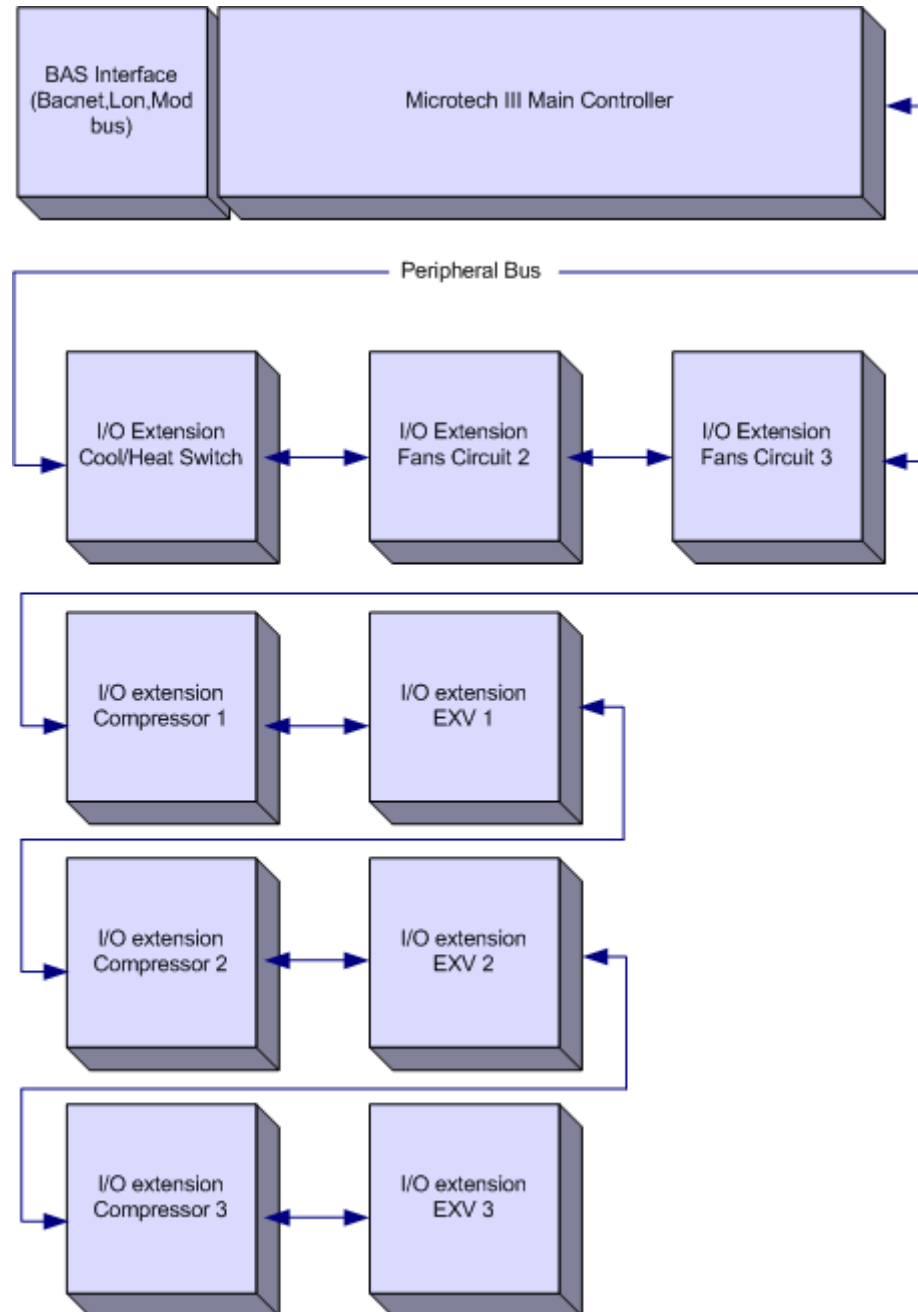 BAS Interface
(Bacnet,Lon,Mod
bus)
Microtech III Main Controller
Peripheral Bus
I/O Extension
Cool/Heat Switch
I/O Extension
Fans Circuit 2
I/O Extension
Fans Circuit 3
I/O extension
Compressor 1
I/O extension
EXV 1
I/O extension
Compressor 2
I/O extension
EXV 2
I/O extension
Compressor 3
I/O extension
EXV 3